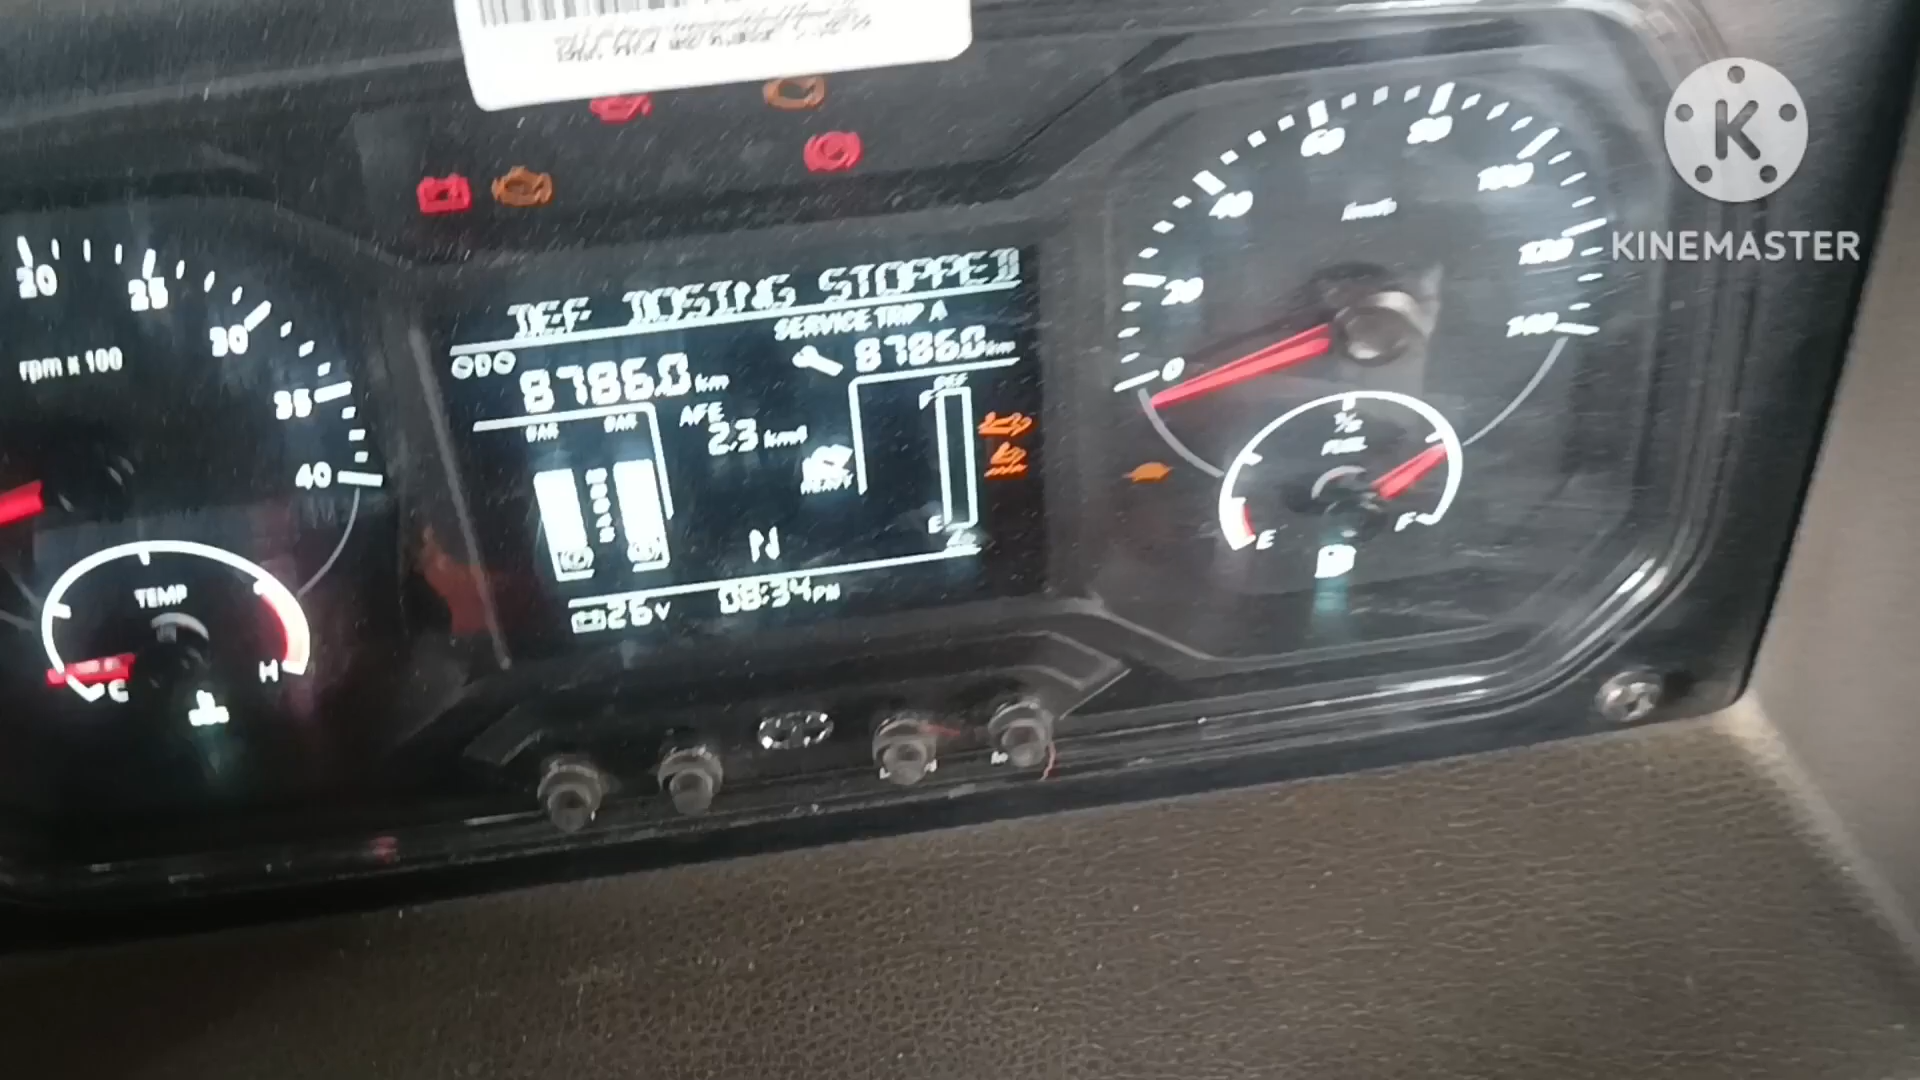 K
KINEMASTER
20
25
30
35
40
rpm x 100
TEMP
C
H
DEF DOSING STOPPED
SERVICE TRIP A
ODO
87860 km
87860 km
BAR
BAR
AFE
2.3 km/l
HEAVY
DEF
F
E
N
26 V
08:34 PM
0
20
40
60
80
100
120
140
km/h
1/2
FUEL
E
F